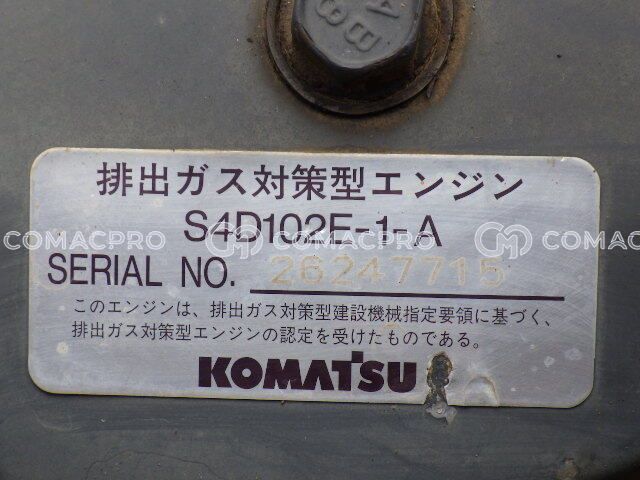 AB8
排出ガス対策型エンジン
S4D102E-1-A
COMACPRO COMACPRO COMACPRO
SERIAL NO. 26247715
このエンジンは、排出ガス対策型建設機械指定要領に基づく、
排出ガス対策型エンジンの認定を受けたものである。
KOMATSU